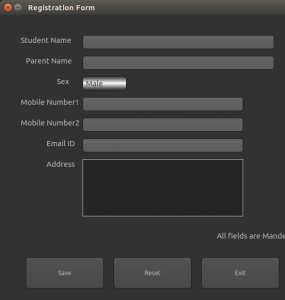 Registration Form
Student Name
Parent Name
Sex
Male
Mobile Number1
Mobile Number2
Email ID
Address
All fields are Mande
Save
Reset
Exit